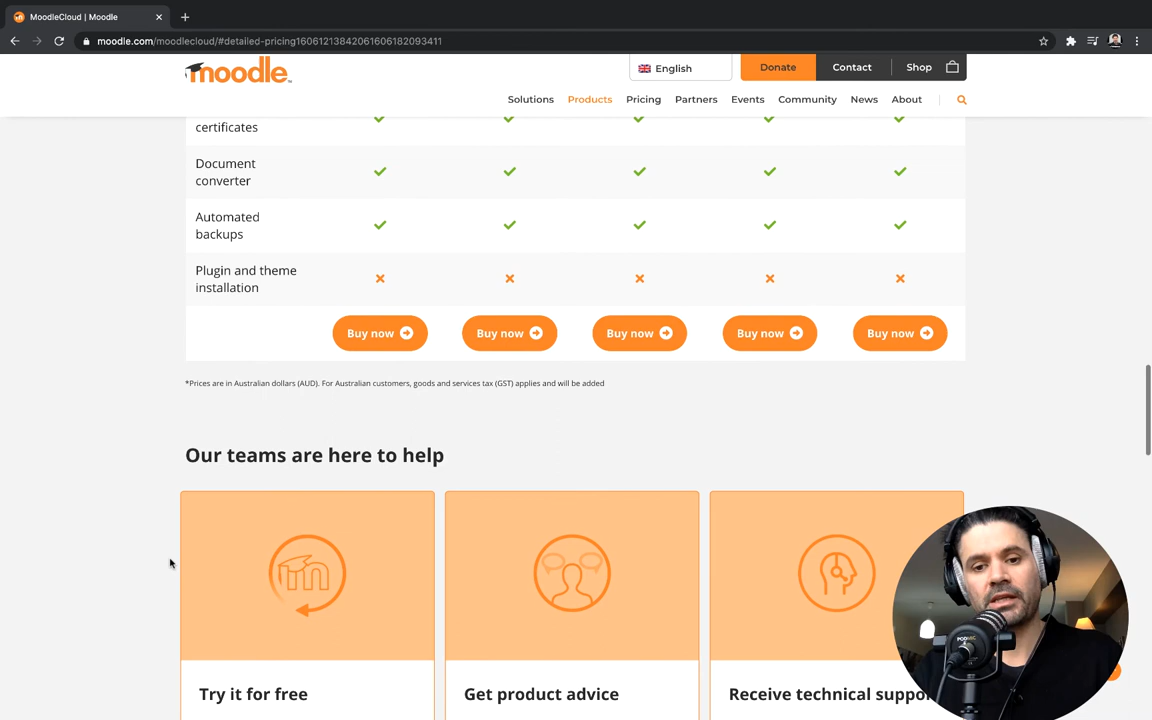 MoodleCloud | Moodle
moodle.com/moodlecloud/#detailed-pricing16061213842061606182093411
moodle
English
Donate
Contact
Shop
Solutions
Products
Pricing
Partners
Events
Community
News
About
certificates
Document
converter
Automated
backups
Plugin and theme
installation
Buy now
Buy now
Buy now
Buy now
Buy now
*Prices are in Australian dollars (AUD). For Australian customers, goods and services tax (GST) applies and will be added
Our teams are here to help
Try it for free
Get product advice
Receive technical